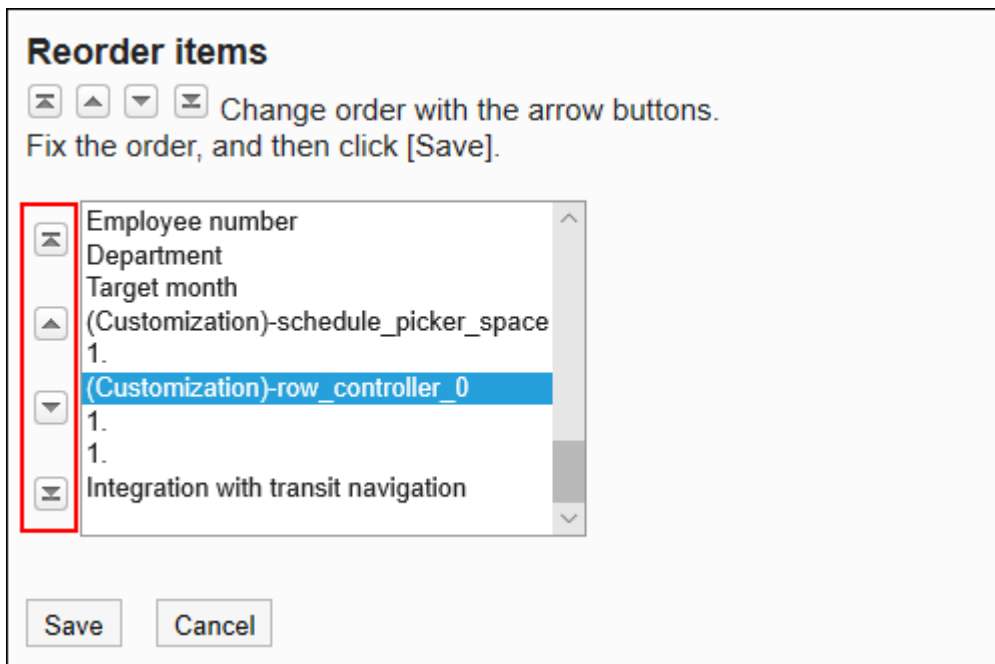 Reorder items
Change order with the arrow buttons.
Fix the order, and then click [Save].
Employee number
Department
Target month
(Customization)-schedule_picker_space
1.
(Customization)-row_controller_0
1.
1.
Integration with transit navigation
Save
Cancel